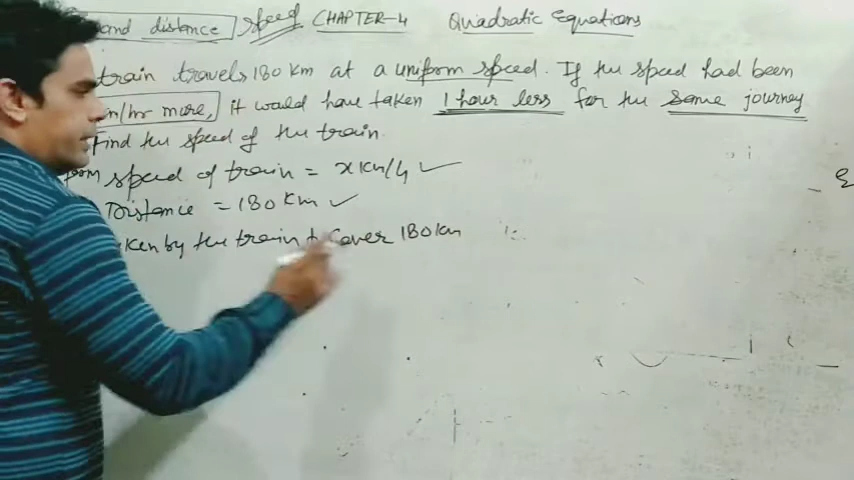 and distance speed CHAPTER-4 Quadratic Equations
train travels 180 km at a uniform speed. If the speed had been
m/hr more, it would have taken 1 hour less for the same journey
Find the speed of the train.
speed of train = x km/h ✓
Distance = 180 km ✓
ken by the train to cover 180 km